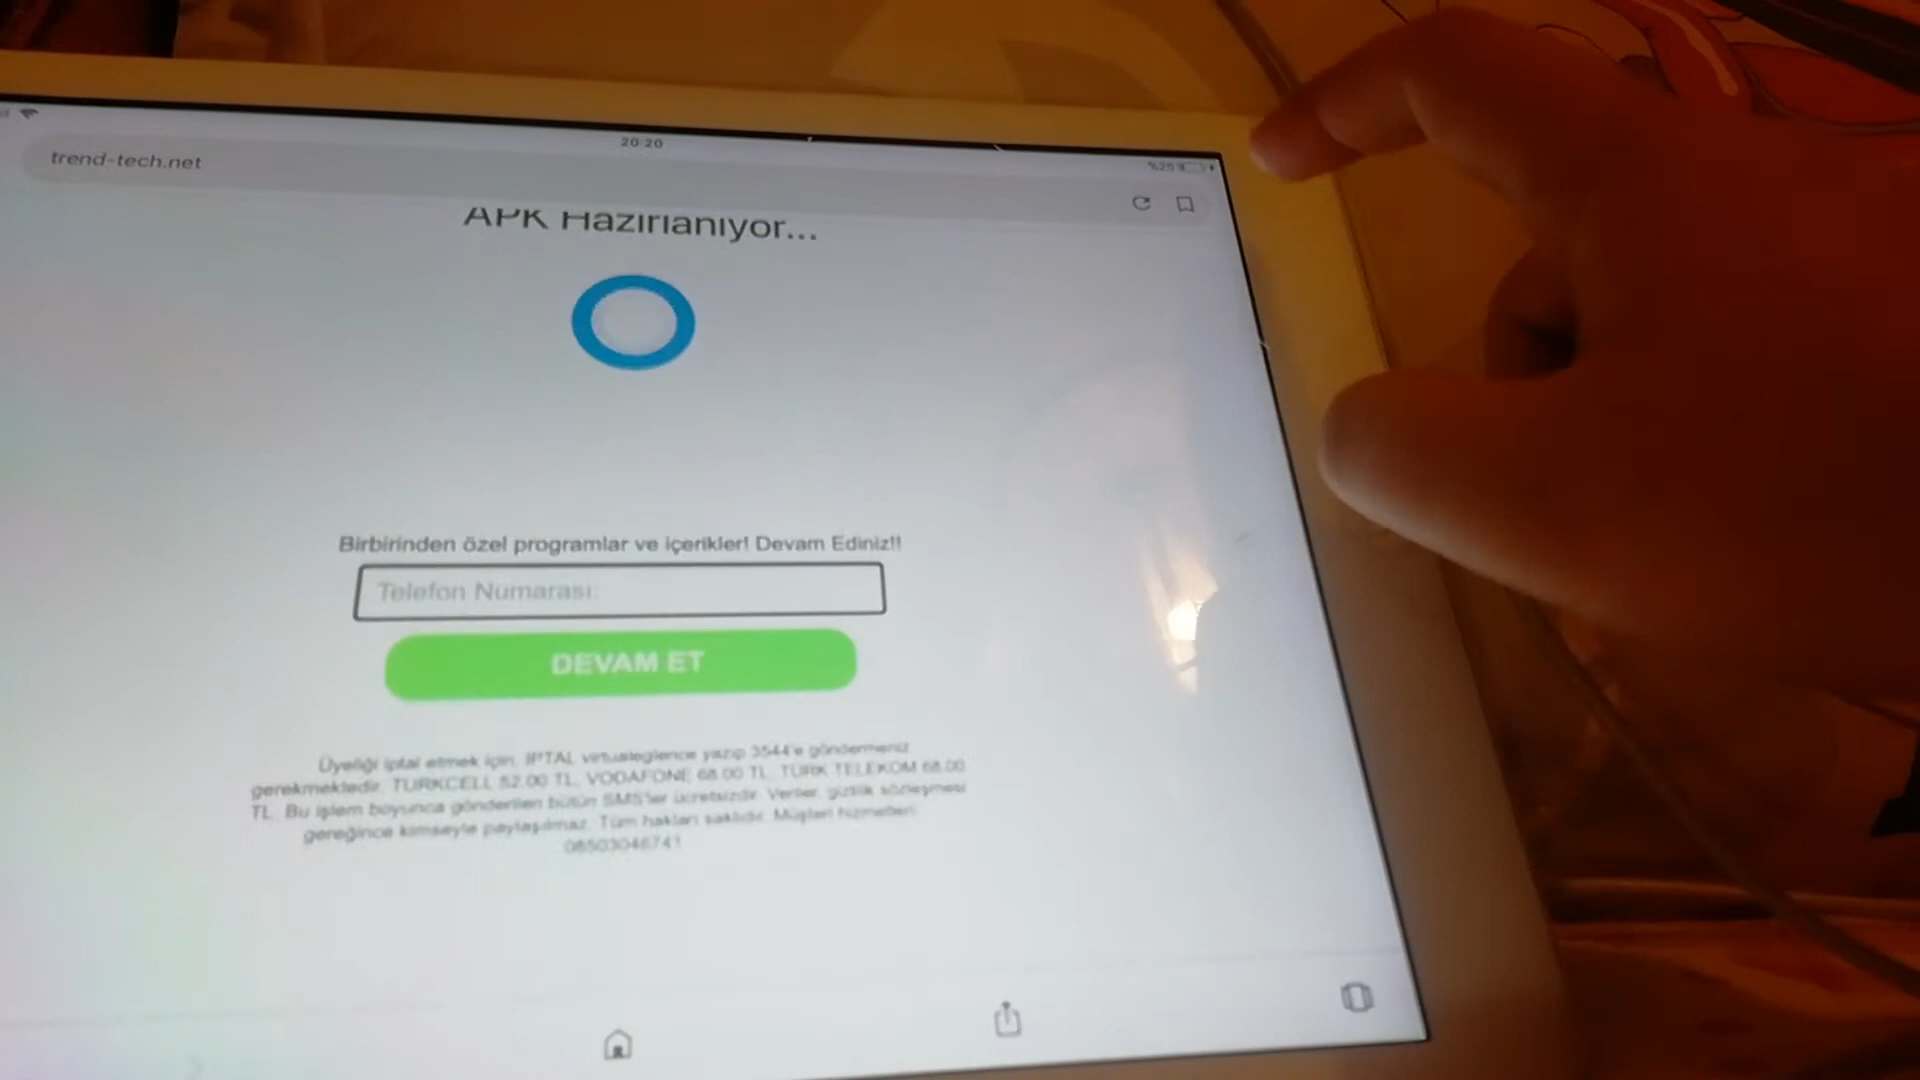 20:20
%25
trend-tech.net
APK Hazırlanıyor...
Birbirinden özel programlar ve içerikler! Devam Ediniz!!
Telefon Numarası:
DEVAM ET
Üyeliği iptal etmek için, IPTAL virtualeglence yazıp 3544'e göndermeniz
gerekmektedir. TURKCELL 52.00 TL, VODAFONE 68.00 TL, TÜRK TELEKOM 68.00
TL. Bu işlem boyunca gönderilen bütün SMS'ler ücretsizdir. Veriler, gizlilik sözleşmesi
gereğince kimseyle paylaşılmaz. Tüm hakları saklıdır. Müşteri hizmetleri:
08503046741